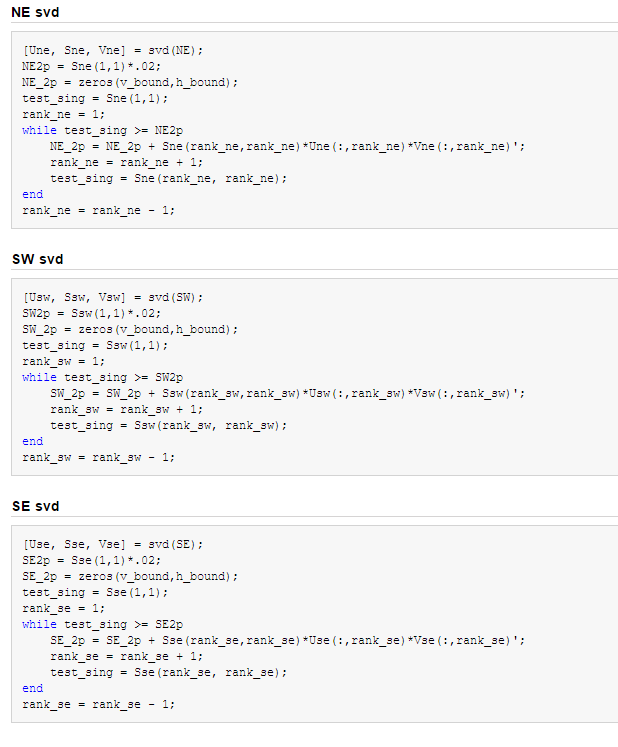 NE svd
[Une, Sne, Vne] = svd(NE);
NE2p = Sne(1,1)*.02;
NE_2p = zeros(v_bound,h_bound);
test_sing = Sne(1,1);
rank_ne = 1;
while test_sing >= NE2p
    NE_2p = NE_2p + Sne(rank_ne,rank_ne)*Une(:,rank_ne)*Vne(:,rank_ne)';
    rank_ne = rank_ne + 1;
    test_sing = Sne(rank_ne, rank_ne);
end
rank_ne = rank_ne - 1;
SW svd
[Usw, Ssw, Vsw] = svd(SW);
SW2p = Ssw(1,1)*.02;
SW_2p = zeros(v_bound,h_bound);
test_sing = Ssw(1,1);
rank_sw = 1;
while test_sing >= SW2p
    SW_2p = SW_2p + Ssw(rank_sw,rank_sw)*Usw(:,rank_sw)*Vsw(:,rank_sw)';
    rank_sw = rank_sw + 1;
    test_sing = Ssw(rank_sw, rank_sw);
end
rank_sw = rank_sw - 1;
SE svd
[Use, Sse, Vse] = svd(SE);
SE2p = Sse(1,1)*.02;
SE_2p = zeros(v_bound,h_bound);
test_sing = Sse(1,1);
rank_se = 1;
while test_sing >= SE2p
    SE_2p = SE_2p + Sse(rank_se,rank_se)*Use(:,rank_se)*Vse(:,rank_se)';
    rank_se = rank_se + 1;
    test_sing = Sse(rank_se, rank_se);
end
rank_se = rank_se - 1;